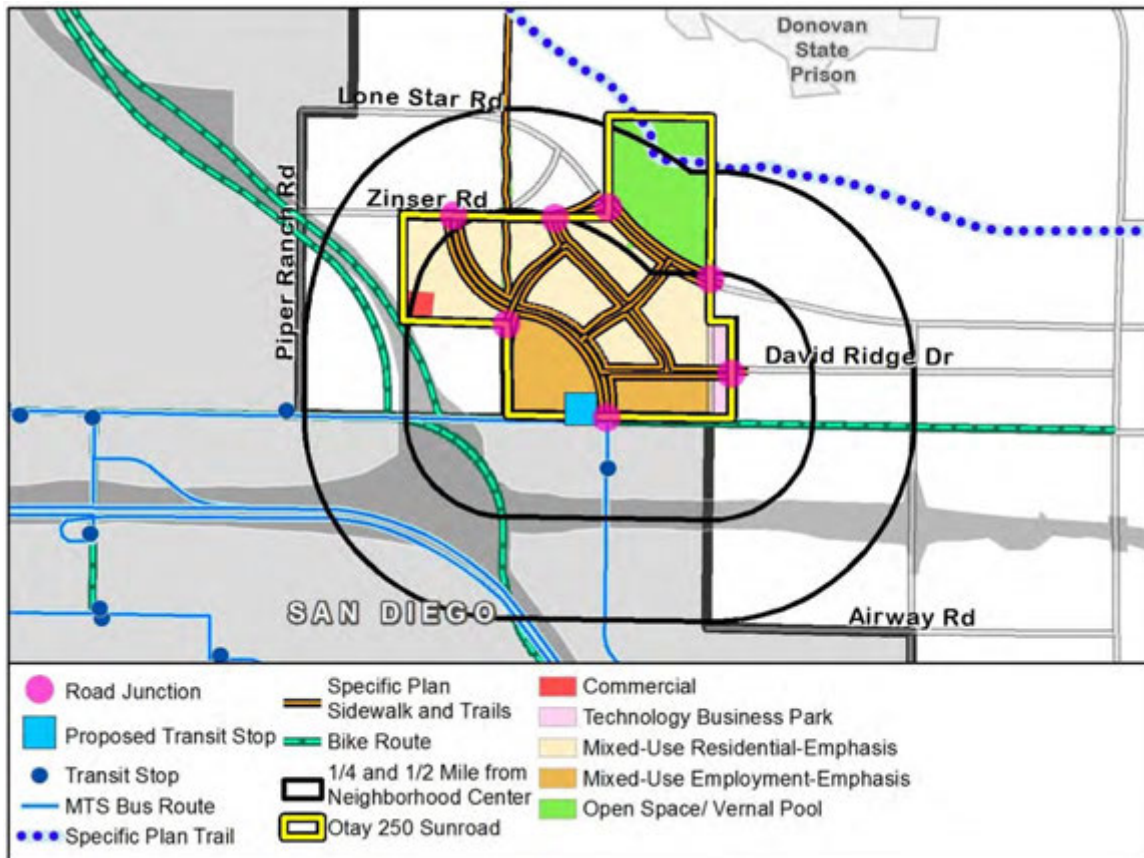 Donovan
State
Prison
Lone Star Rd
Piper Ranch Rd
Zinser Rd
David Ridge Dr
SAN DIEGO
Airway Rd
Road Junction
Proposed Transit Stop
Transit Stop
MTS Bus Route
Specific Plan Trail
Specific Plan
Sidewalk and Trails
Bike Route
1/4 and 1/2 Mile from
Neighborhood Center
Otay 250 Sunroad
Commercial
Technology Business Park
Mixed-Use Residential-Emphasis
Mixed-Use Employment-Emphasis
Open Space/ Vernal Pool